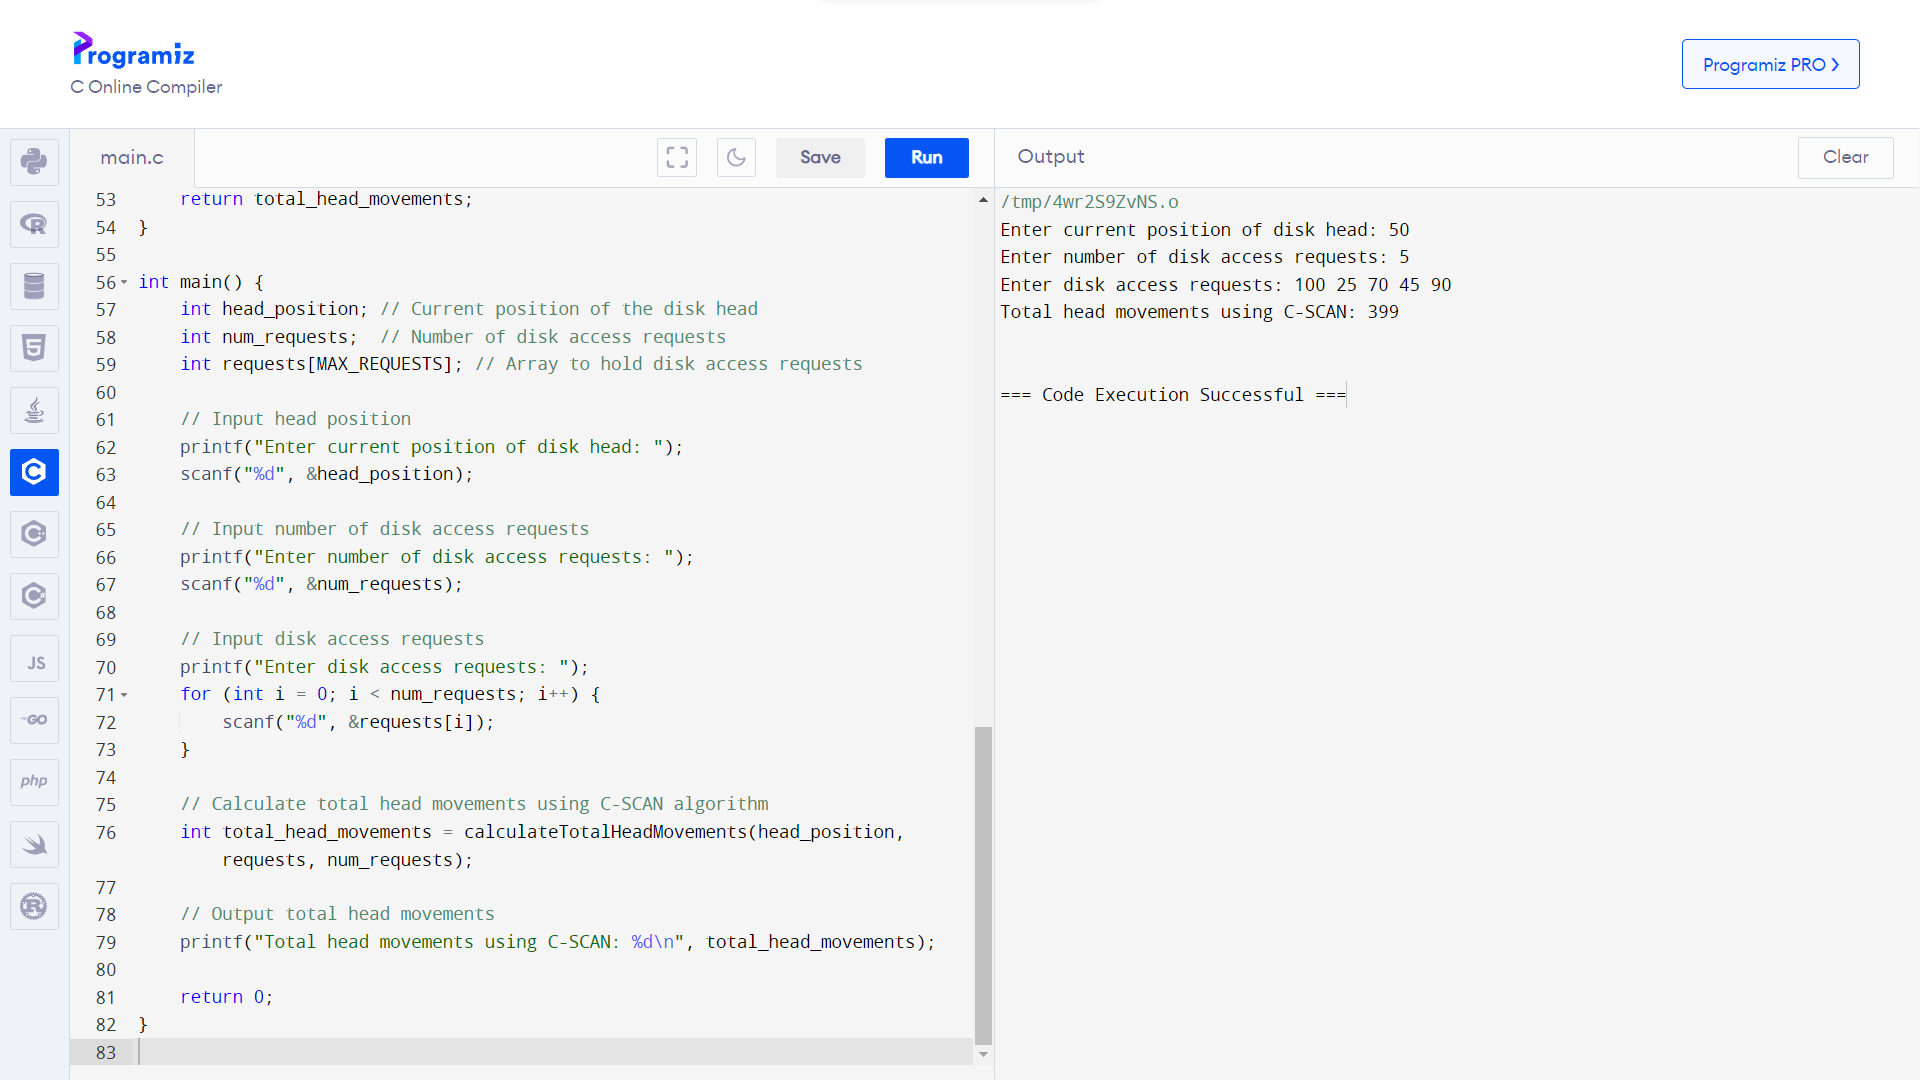 Programiz
C Online Compiler
Programiz PRO
main.c
Save
Run
Output
Clear
53 return total_head_movements;
54 }
55
56 int main() {
57 int head_position; // Current position of the disk head
58 int num_requests;  // Number of disk access requests
59 int requests[MAX_REQUESTS]; // Array to hold disk access requests
60
61 // Input head position
62 printf("Enter current position of disk head: ");
63 scanf("%d", &head_position);
64
65 // Input number of disk access requests
66 printf("Enter number of disk access requests: ");
67 scanf("%d", &num_requests);
68
69 // Input disk access requests
70 printf("Enter disk access requests: ");
71 for (int i = 0; i < num_requests; i++) {
72 scanf("%d", &requests[i]);
73 }
74
75 // Calculate total head movements using C-SCAN algorithm
76 int total_head_movements = calculateTotalHeadMovements(head_position,
requests, num_requests);
77
78 // Output total head movements
79 printf("Total head movements using C-SCAN: %d\n", total_head_movements);
80
81 return 0;
82 }
83
/tmp/4wr2S9ZvNS.o
Enter current position of disk head: 50
Enter number of disk access requests: 5
Enter disk access requests: 100 25 70 45 90
Total head movements using C-SCAN: 399
=== Code Execution Successful ===
R
5
C
C
C
JS
GO
php
R